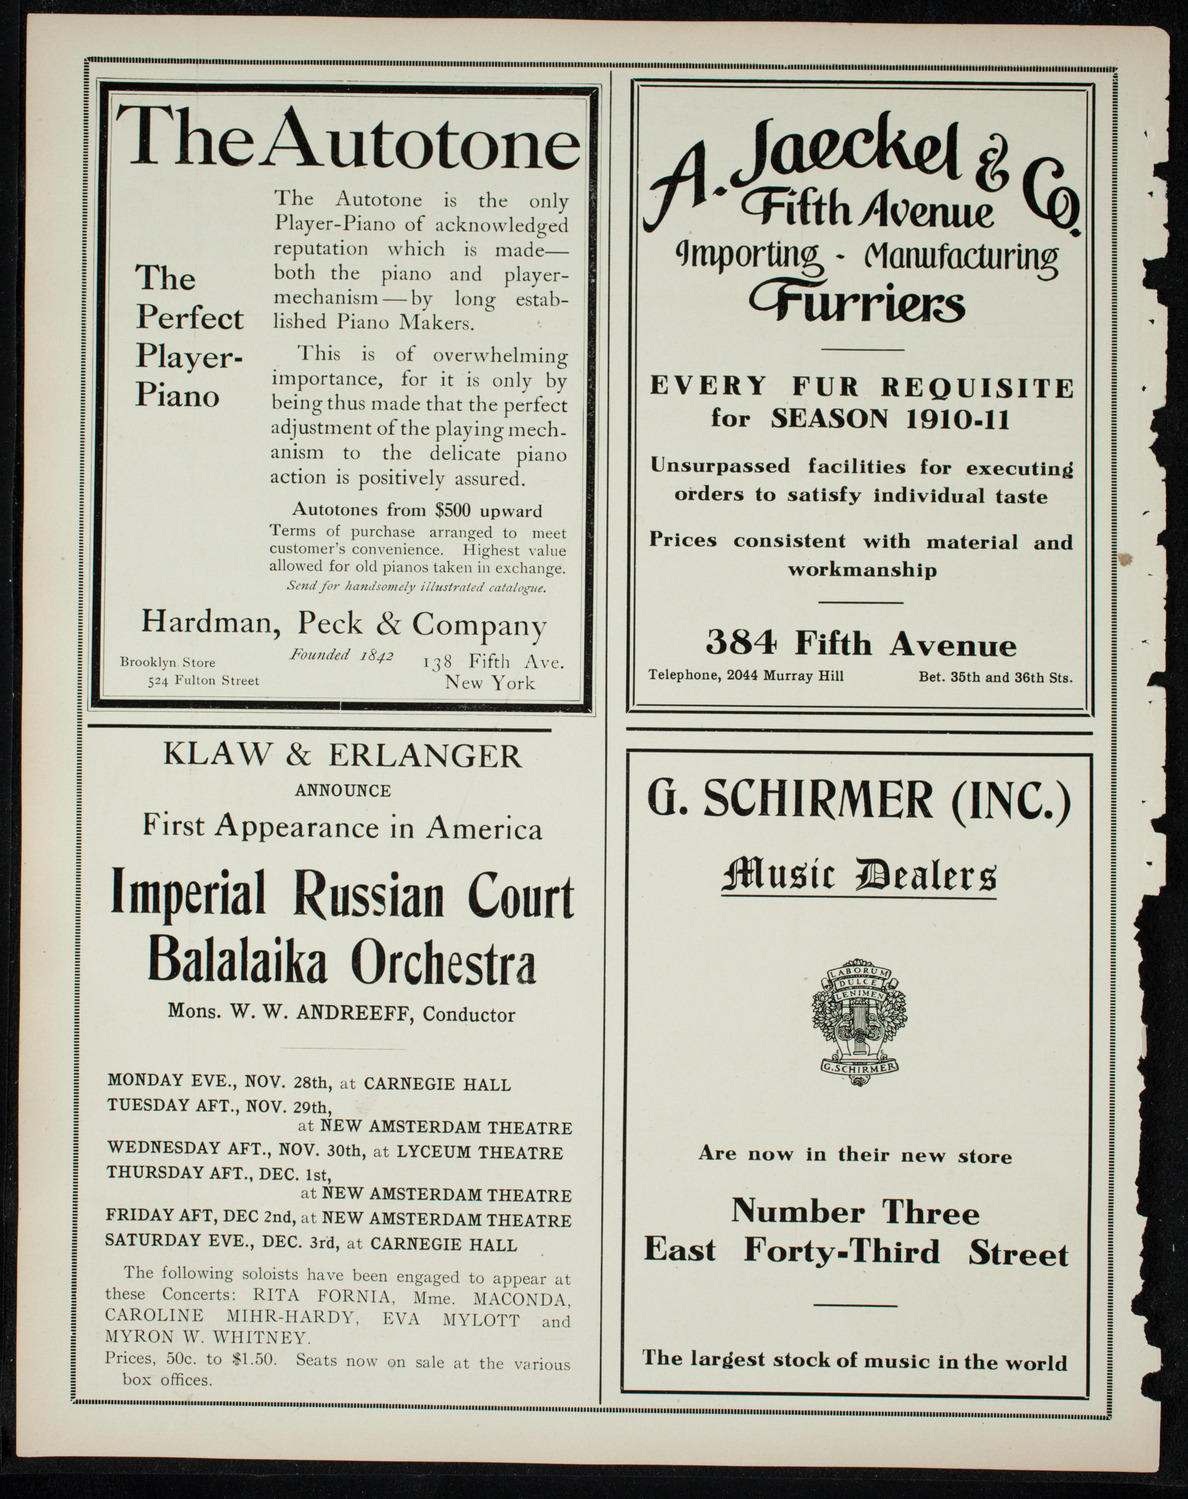 The Autotone
The
Perfect
Player-
Piano
The Autotone is the only
Player-Piano of acknowledged
reputation which is made—
both the piano and player-
mechanism—by long estab-
lished Piano Makers.
This is of overwhelming
importance, for it is only by
being thus made that the perfect
adjustment of the playing mech-
anism to the delicate piano
action is positively assured.
Autotones from $500 upward
Terms of purchase arranged to meet
customer's convenience. Highest value
allowed for old pianos taken in exchange.
Send for handsomely illustrated catalogue.
Hardman, Peck & Company
Founded 1842
Brooklyn Store
524 Fulton Street
138 Fifth Ave.
New York
A. Jaeckel & Co.
Fifth Avenue
Importing - Manufacturing
Furriers
EVERY FUR REQUISITE
for SEASON 1910-11
Unsurpassed facilities for executing
orders to satisfy individual taste
Prices consistent with material and
workmanship
384 Fifth Avenue
Telephone, 2044 Murray Hill Bet. 35th and 36th Sts.
KLAW & ERLANGER
ANNOUNCE
First Appearance in America
Imperial Russian Court
Balalaika Orchestra
Mons. W. W. ANDREEFF, Conductor
MONDAY EVE., NOV. 28th, at CARNEGIE HALL
TUESDAY AFT., NOV. 29th,
at NEW AMSTERDAM THEATRE
WEDNESDAY AFT., NOV. 30th, at LYCEUM THEATRE
THURSDAY AFT., DEC. 1st,
at NEW AMSTERDAM THEATRE
FRIDAY AFT, DEC 2nd, at NEW AMSTERDAM THEATRE
SATURDAY EVE., DEC. 3rd, at CARNEGIE HALL
The following soloists have been engaged to appear at
these Concerts: RITA FORNIA, Mme. MACONDA,
CAROLINE MIHR-HARDY, EVA MYLOTT and
MYRON W. WHITNEY.
Prices, 50c. to $1.50. Seats now on sale at the various
box offices.
G. SCHIRMER (INC.)
Music Dealers
LABORUM
DULCE
LENIMEN
G. SCHIRMER
Are now in their new store
Number Three
East Forty-Third Street
The largest stock of music in the world